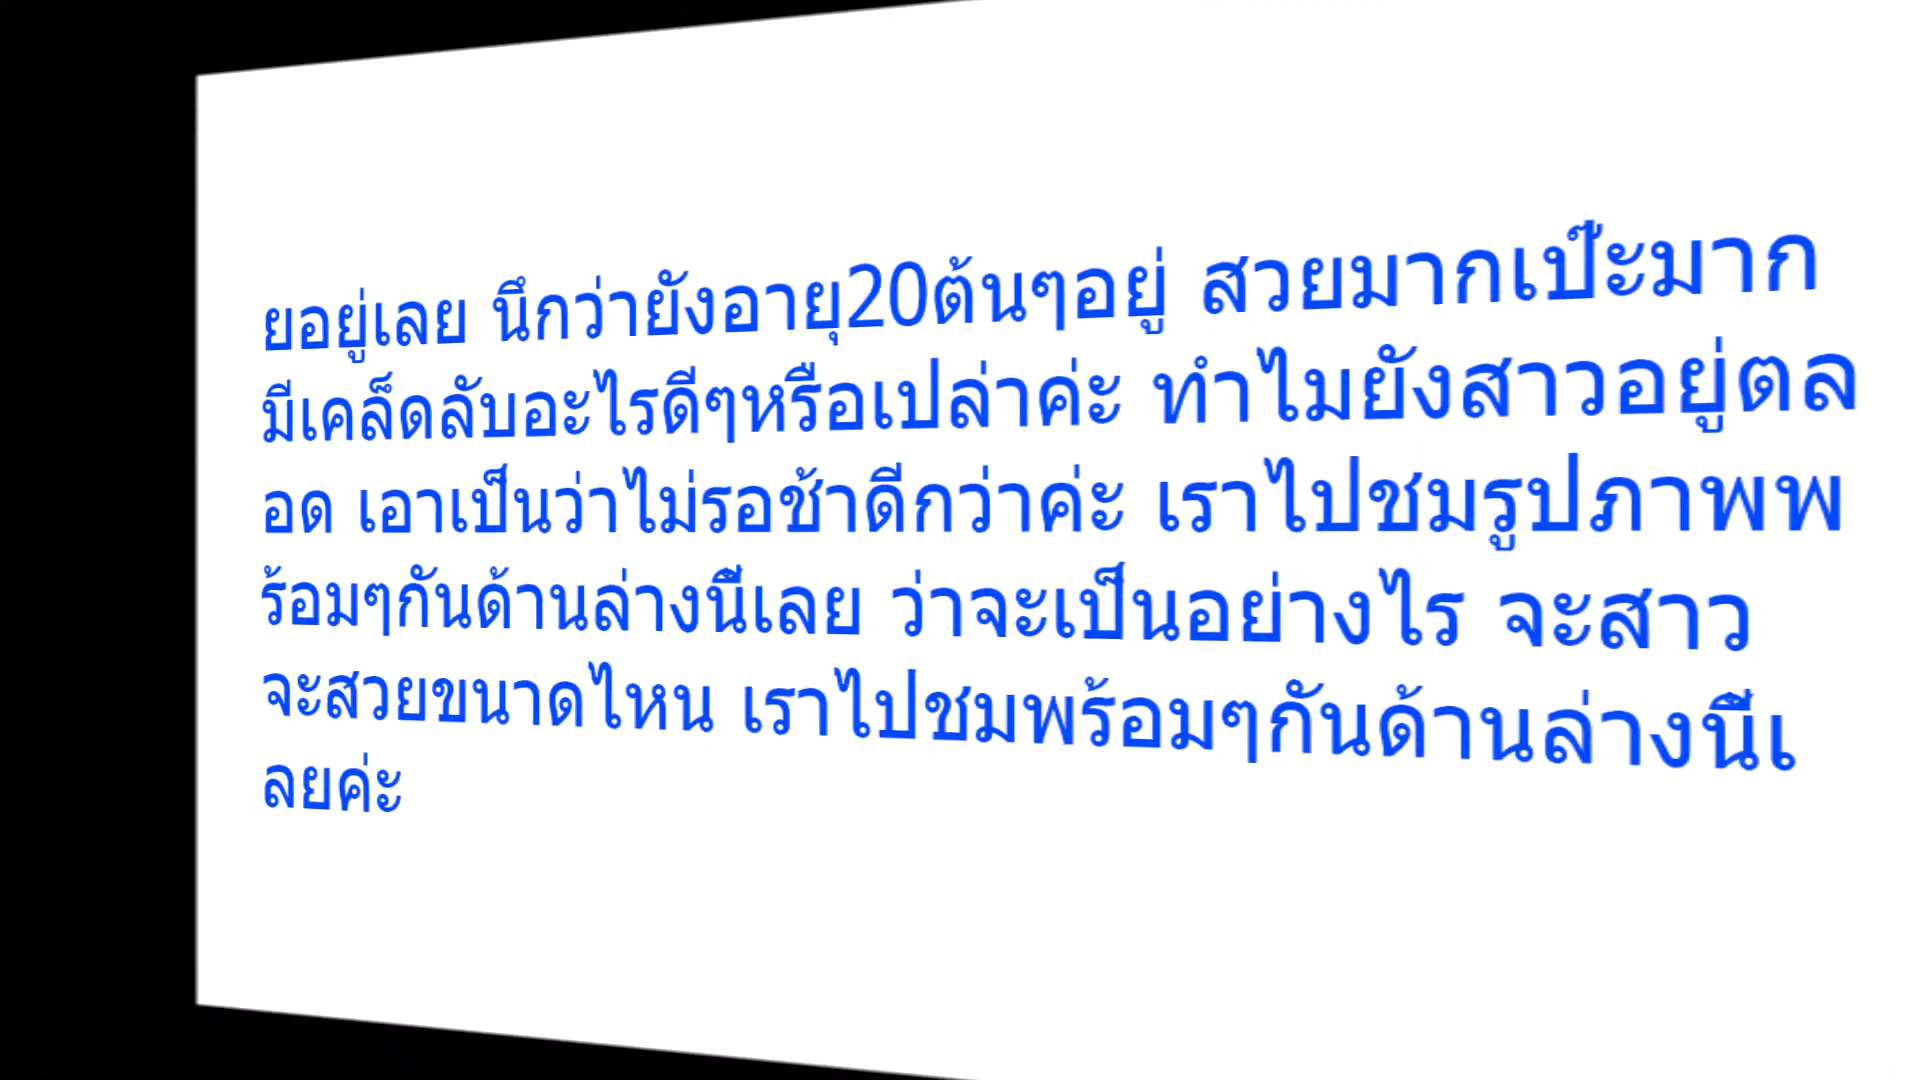 ยอยู่เลย นึกว่ายังอายุ20ต้นๆอยู่ สวยมากเป๊ะมาก
มีเคล็ดลับอะไรดีๆหรือเปล่าค่ะ ทำไมยังสาวอยู่ตล
อด เอาเป็นว่าไม่รอช้าดีกว่าค่ะ เราไปชมรูปภาพพ
ร้อมๆกันด้านล่างนี้เลย ว่าจะเป็นอย่างไร จะสาว
จะสวยขนาดไหน เราไปชมพร้อมๆกันด้านล่างนี้เ
ลยค่ะ